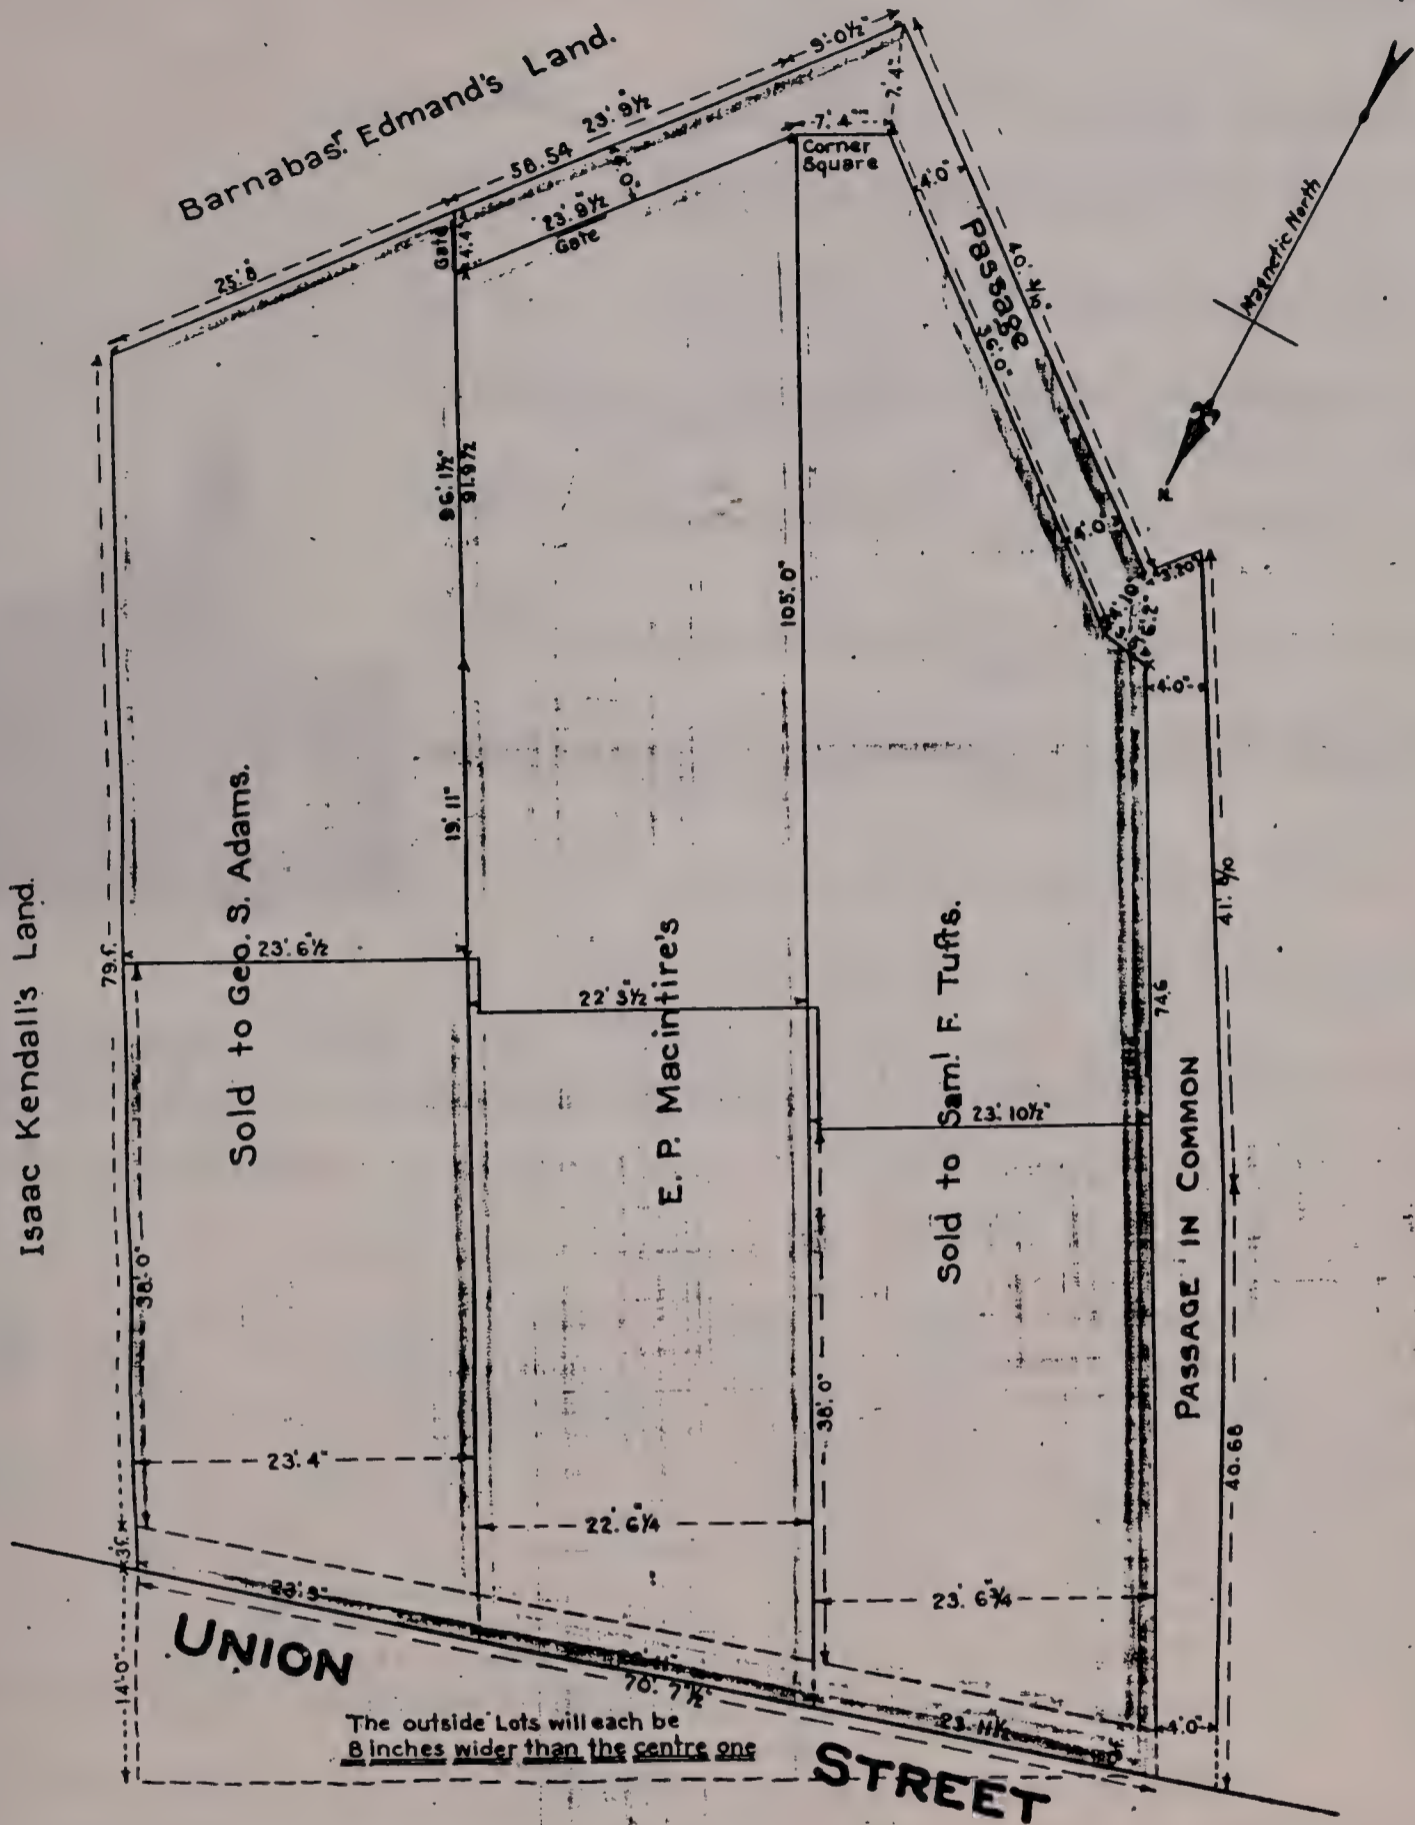 Barnabas Edmand's Land.
9'-0½"
23'.9½"
58.54
25'.8"
7'.4"
-7'.4"
Corner
Square
23'.9½"
Gate
Gate
4'.4"
4'.0"
Passage
36'.0"
4'.0"
Magnetic North
96'.1½"
91.9½
105'.0"
3.20
6'.2"
4'.0"
19'.11"
Isaac Kendall's Land.
79.f.
Sold to Geo. S. Adams.
23'.6½"
E. P. Macintire's
22'3½"
Sold to Sam! F. Tufts.
23'.10½"
74.6
PASSAGE IN COMMON
40.68
38'.0"
38'.0"
23'.4"
22'.6¼"
23'.6¾"
3f.
14'-0"
70'.7½"
23.11½
4'.0"
UNION
STREET
The outside Lots will each be
8 inches wider than the centre one